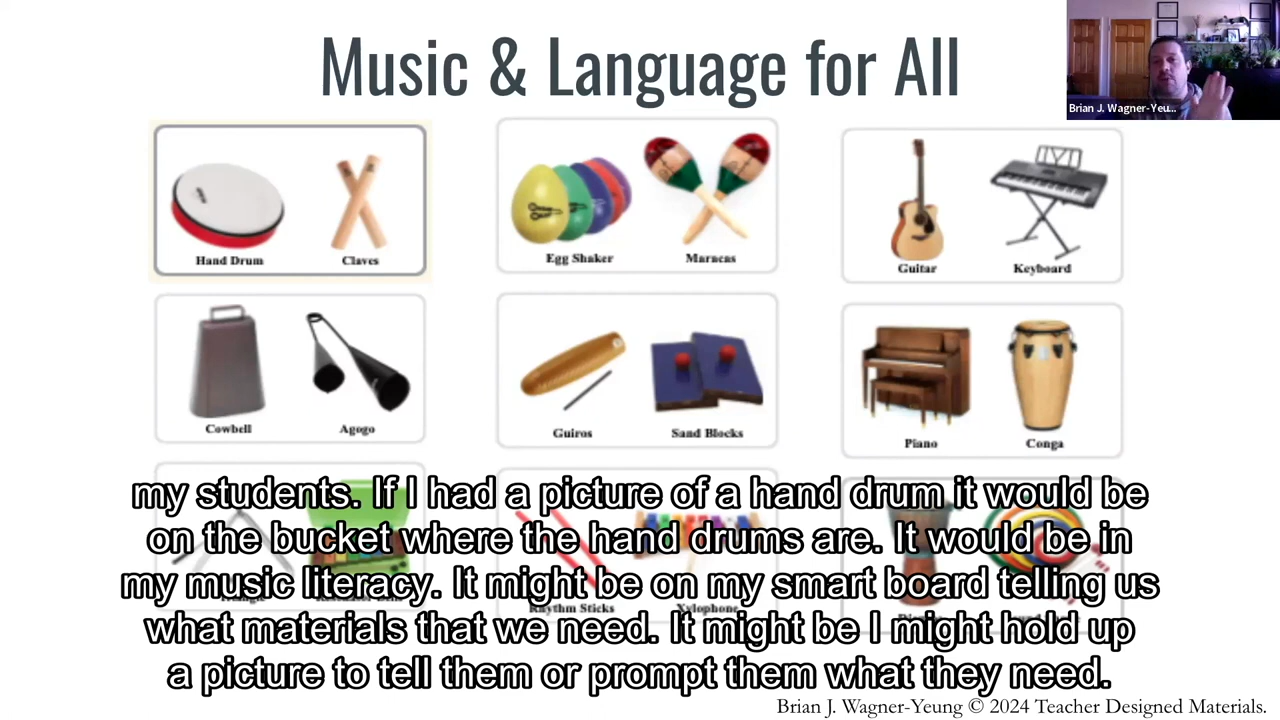 Music & Language for All
Brian J. Wagner-Yeu...
Hand Drum
Claves
Egg Shaker
Maracas
Guitar
Keyboard
Cowbell
Agogo
Guiros
Sand Blocks
Piano
Conga
Rhythm Sticks
Xylophone
my students. If I had a picture of a hand drum it would be
on the bucket where the hand drums are. It would be in
my music literacy. It might be on my smart board telling us
what materials that we need. It might be I might hold up
a picture to tell them or prompt them what they need.
Brian J. Wagner-Yeung © 2024 Teacher Designed Materials.